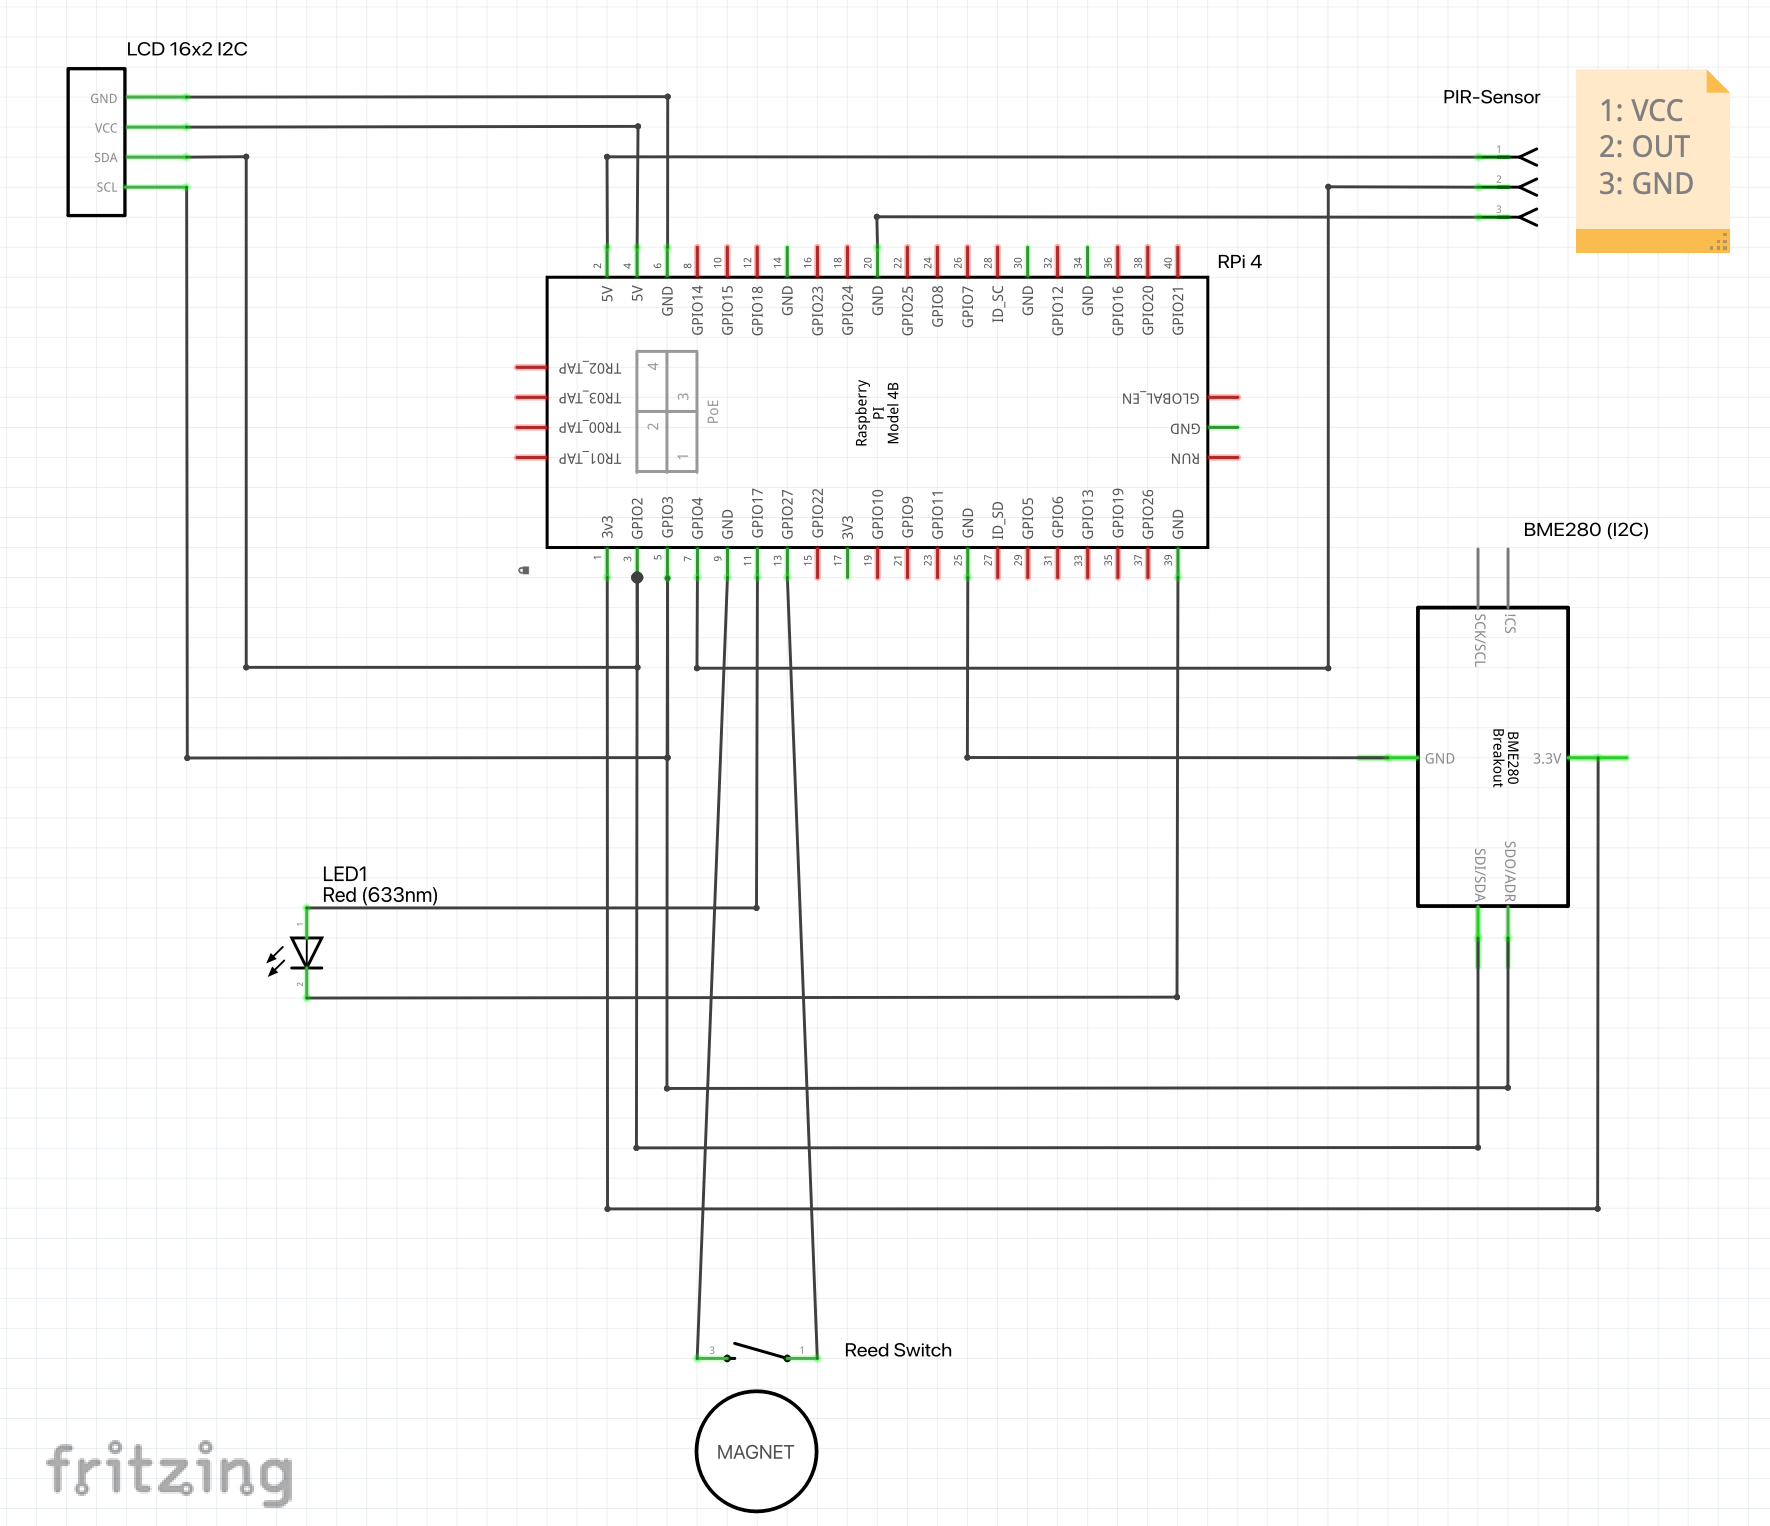 LCD 16x2 I2C
GND
VCC
SDA
SCL
PIR-Sensor
1
2
3
1: VCC
2: OUT
3: GND
RPi 4
2 4 6 8 10 12 14 16 18 20 22 24 26 28 30 32 34 36 38 40
5V 5V GND GPIO14 GPIO15 GPIO18 GND GPIO23 GPIO24 GND GPIO25 GPIO8 GPIO7 ID_SC GND GPIO12 GND GPIO16 GPIO20 GPIO21
TR02_TAP
TR03_TAP
TR00_TAP
TR01_TAP
4
3
2
1
PoE
Raspberry
PI
Model 4B
GLOBAL_EN
GND
RUN
3v3 GPIO2 GPIO3 GPIO4 GND GPIO17 GPIO27 GPIO22 3V3 GPIO10 GPIO9 GPIO11 GND ID_SD GPIO5 GPIO6 GPIO13 GPIO19 GPIO26 GND
1 3 5 7 9 11 13 15 17 19 21 23 25 27 29 31 33 35 37 39
BME280 (I2C)
SCK/SCL
!CS
GND
BME280
Breakout
3.3V
SDI/SDA
SDO/ADR
LED1
Red (633nm)
1
2
3
1
Reed Switch
MAGNET
fritzing